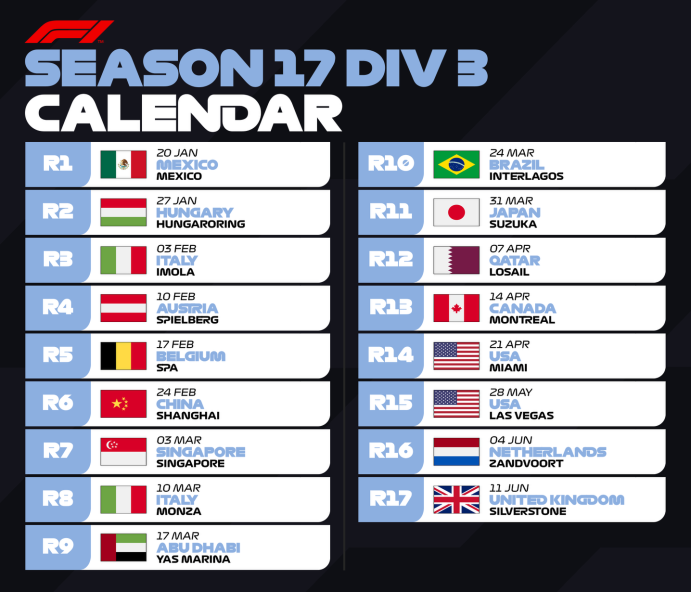 F1
SEASON 17 DIV 3
CALENDAR
R1
20 JAN
MEXICO
MEXICO
R2
27 JAN
HUNGARY
HUNGARORING
R3
03 FEB
ITALY
IMOLA
R4
10 FEB
AUSTRIA
SPIELBERG
R5
17 FEB
BELGIUM
SPA
R6
24 FEB
CHINA
SHANGHAI
R7
03 MAR
SINGAPORE
SINGAPORE
R8
10 MAR
ITALY
MONZA
R9
17 MAR
ABU DHABI
YAS MARINA
R10
24 MAR
BRAZIL
INTERLAGOS
R11
31 MAR
JAPAN
SUZUKA
R12
07 APR
QATAR
LOSAIL
R13
14 APR
CANADA
MONTREAL
R14
21 APR
USA
MIAMI
R15
28 MAY
USA
LAS VEGAS
R16
04 JUN
NETHERLANDS
ZANDVOORT
R17
11 JUN
UNITED KINGDOM
SILVERSTONE